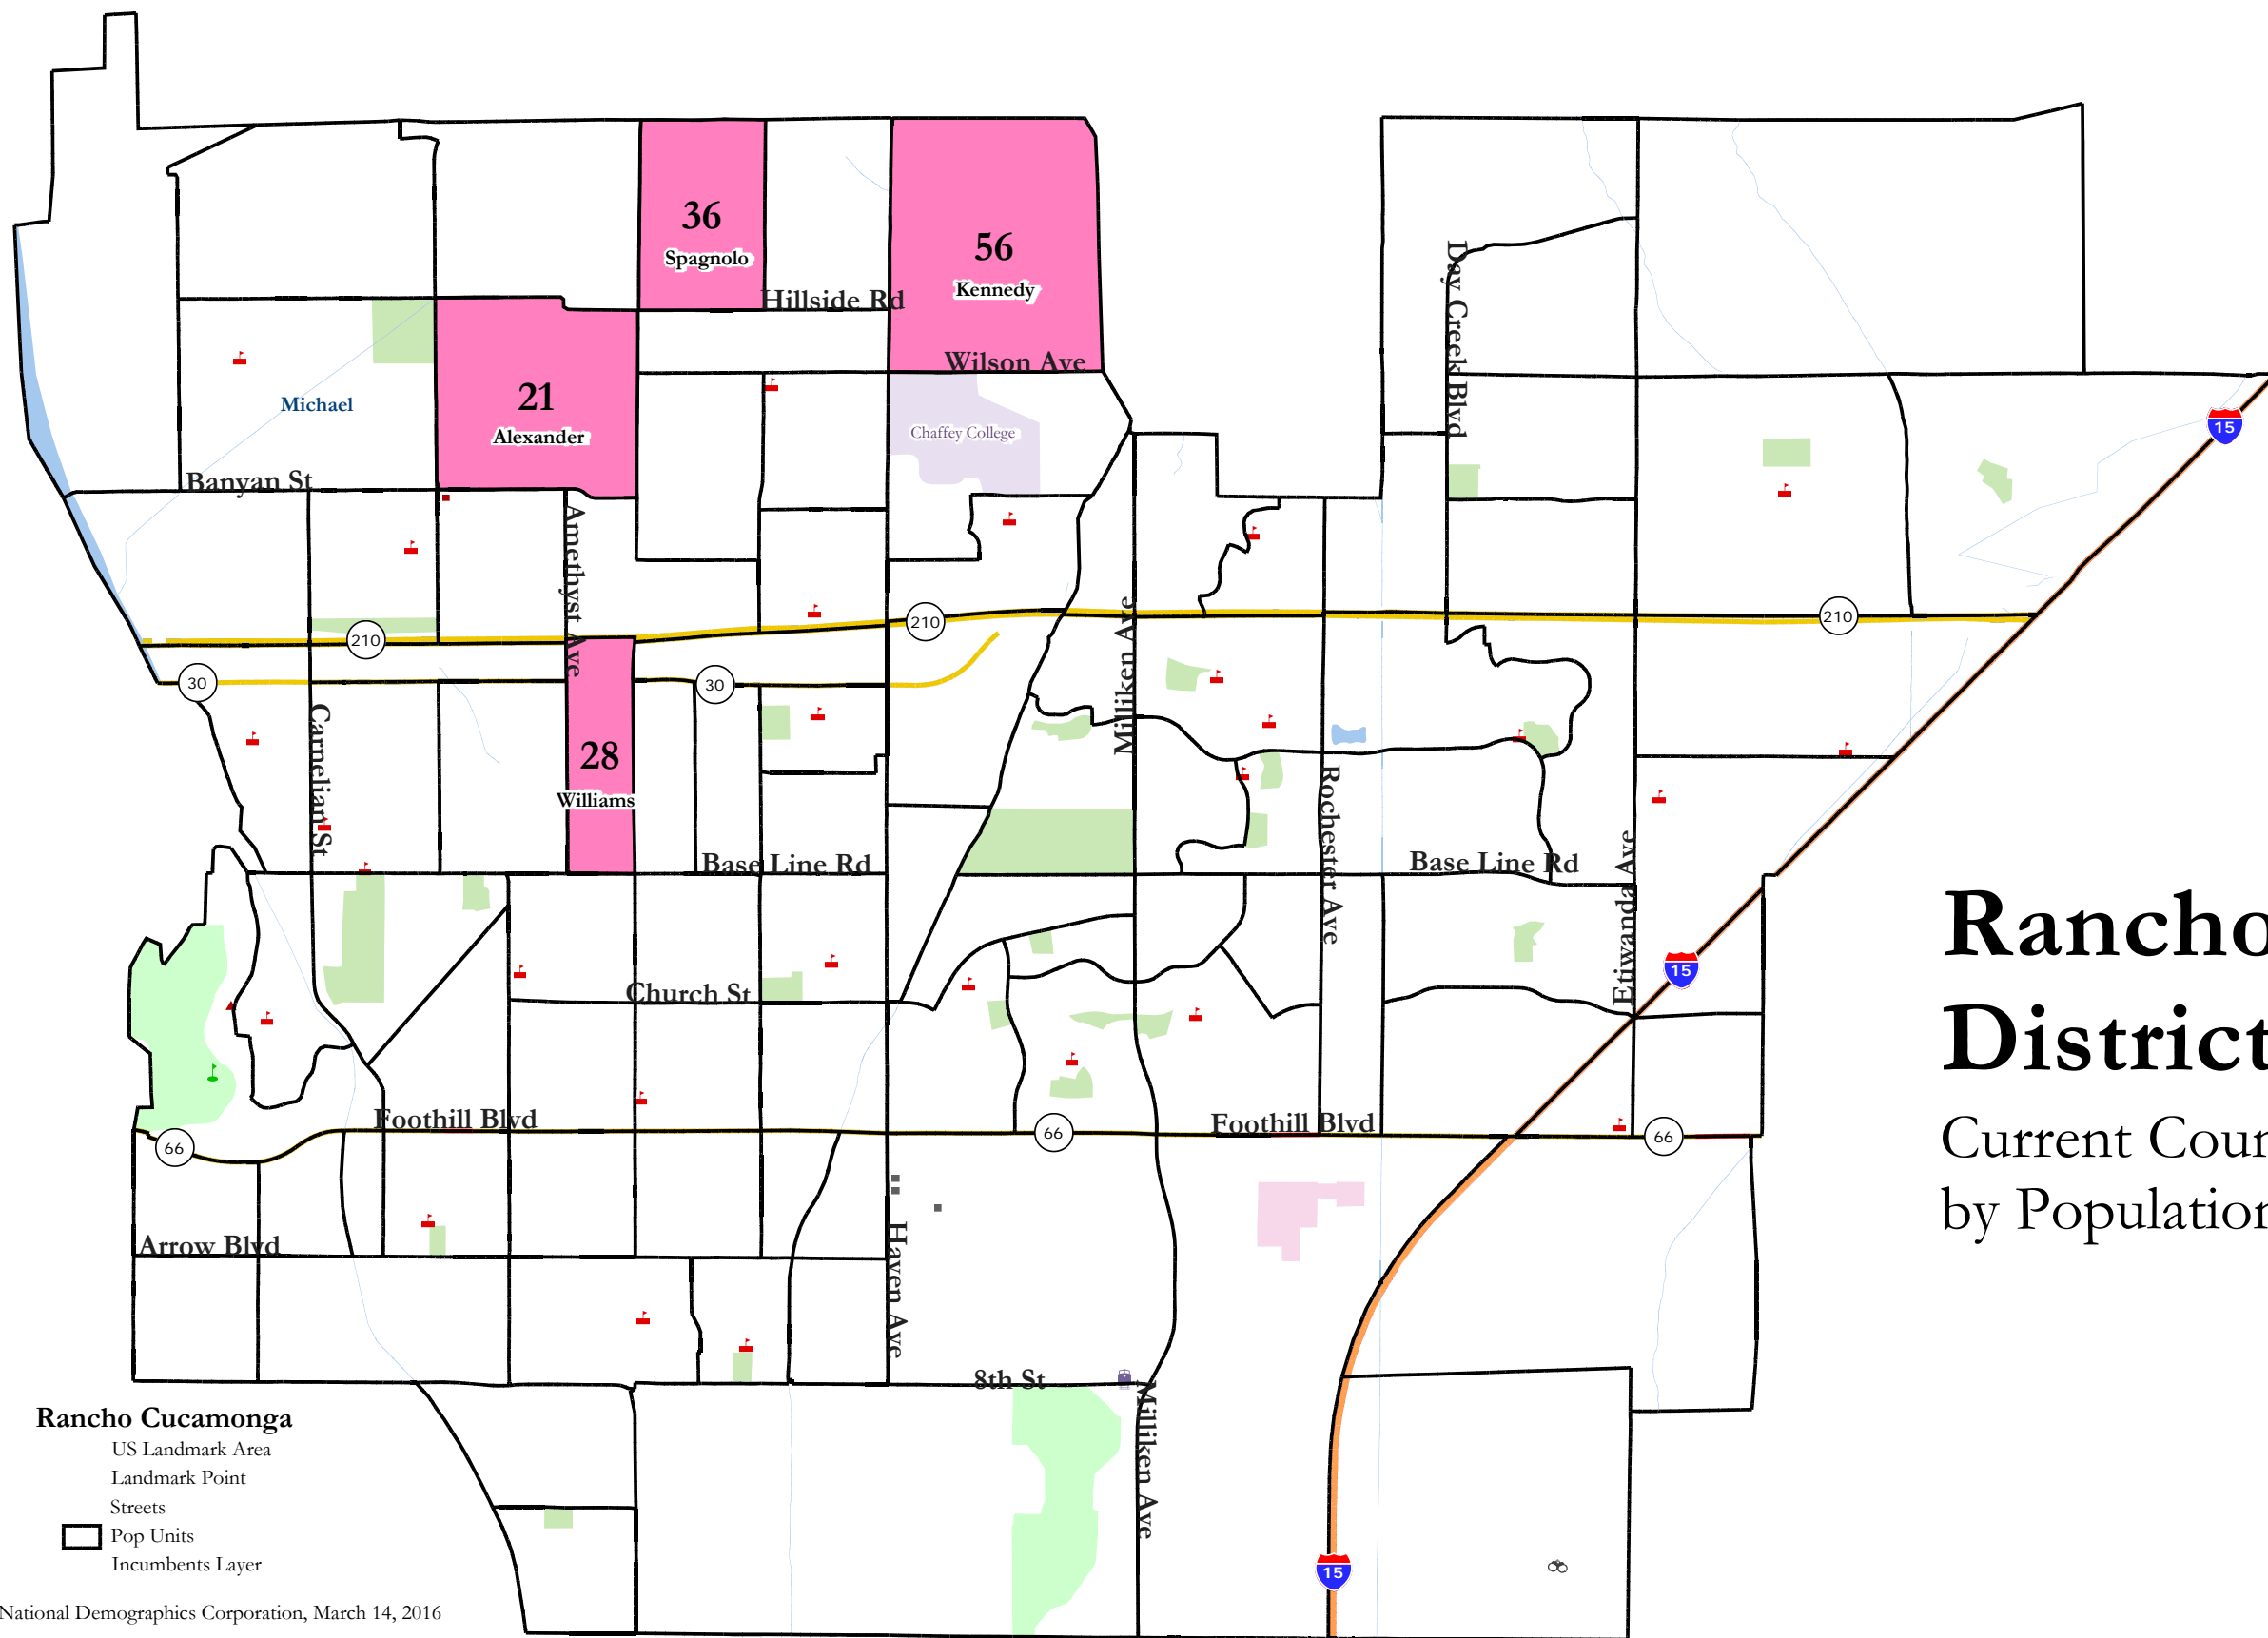 36
Spagnolo
56
Kennedy
Hillside Rd
Day Creek Blvd
Wilson Ave
21
Alexander
Michael
Chaffey College
15
Banyan St
Amethyst Ave
210
210
210
30
30
Milliken Ave
Carnelian St
28
Williams
Rochester Ave
Base Line Rd
Base Line Rd
Etiwanda Ave
Rancho
District
15
Church St
Current Coun
by Population
Foothill Blvd
Foothill Blvd
66
66
66
Arrow Blvd
Haven Ave
8th St
Milliken Ave
15
Rancho Cucamonga
US Landmark Area
Landmark Point
Streets
Pop Units
Incumbents Layer
National Demographics Corporation, March 14, 2016